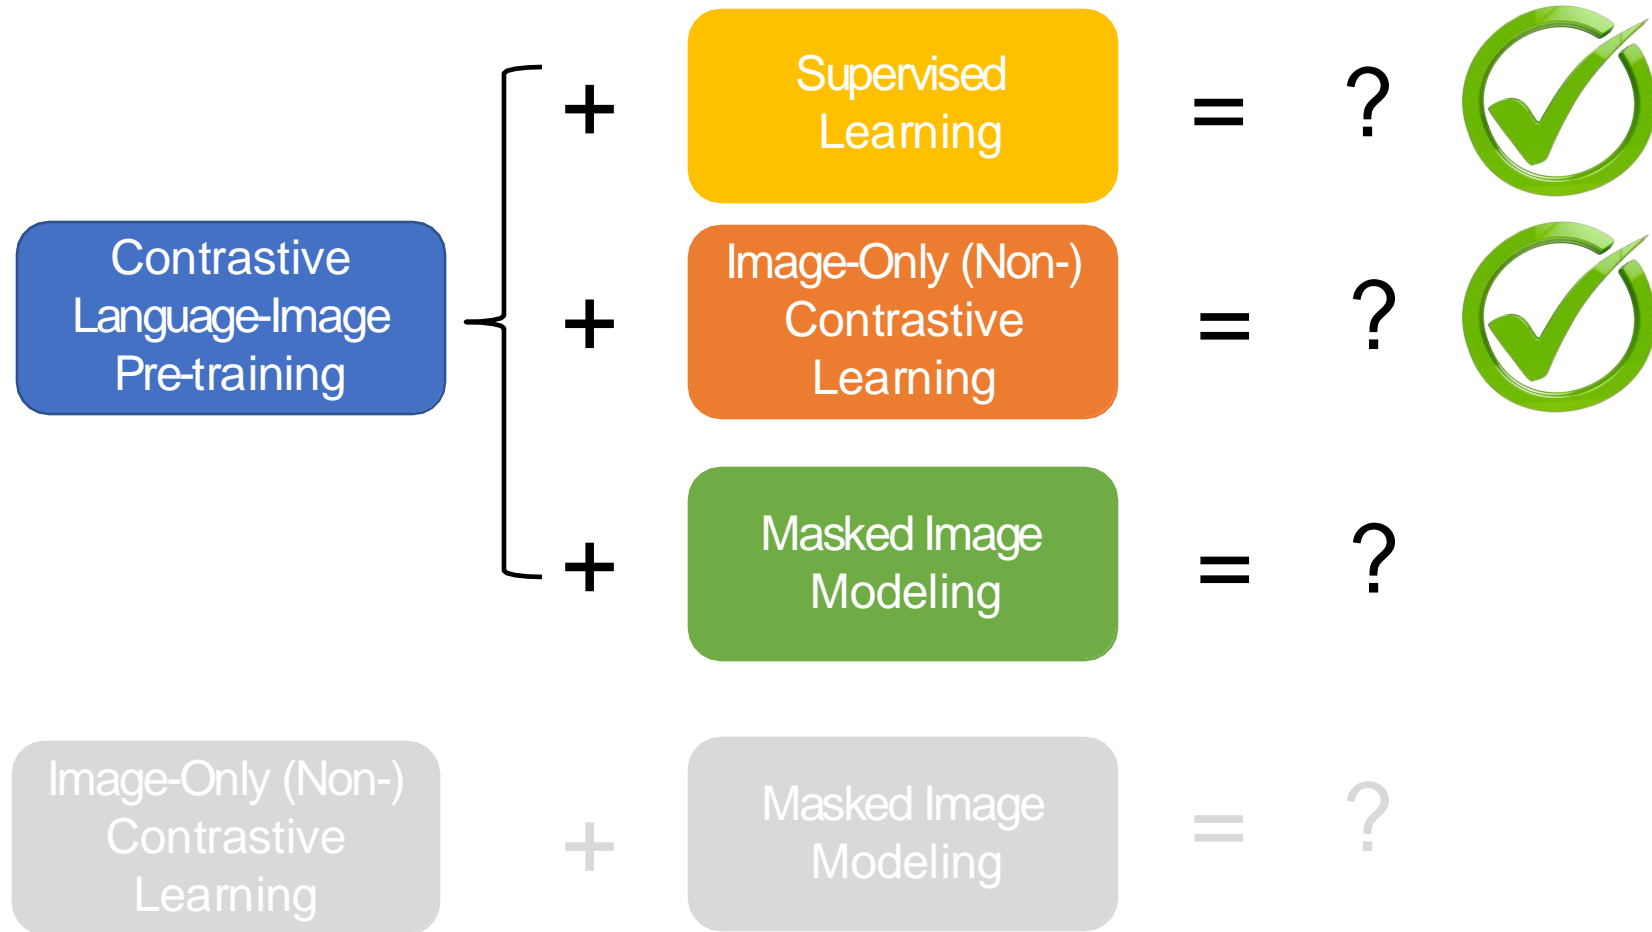 Contrastive
Language-Image
Pre-training
+
Supervised
Learning
=
?
+
Image-Only (Non-)
Contrastive
Learning
=
?
+
Masked Image
Modeling
=
?
Image-Only (Non-)
Contrastive
Learning
+
Masked Image
Modeling
=
?